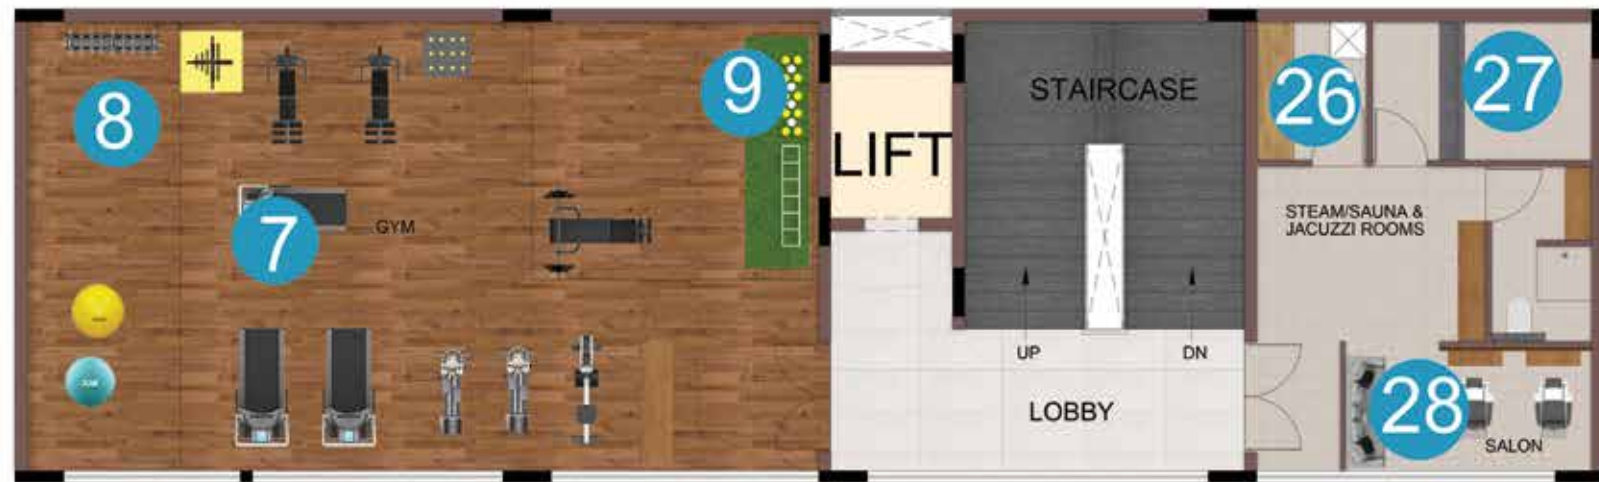 8
9
7
GYM
LIFT
STAIRCASE
UP
DN
LOBBY
26
27
STEAM/SAUNA &
JACUZZI ROOMS
28
SALON